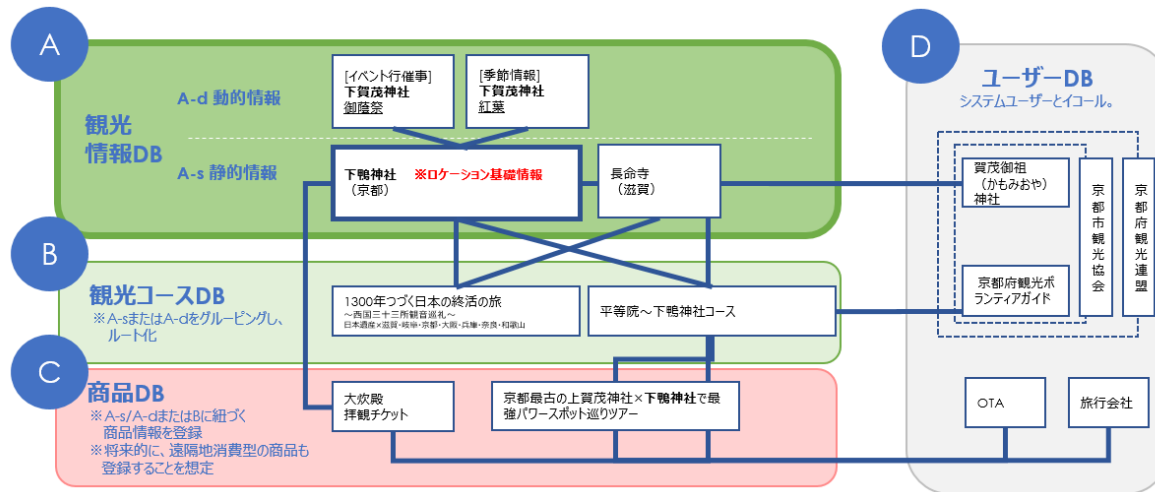 A
観光
情報DB
A-d 動的情報
[イベント行催事]
下賀茂神社
御蔭祭
[季節情報]
下賀茂神社
紅葉
A-s 静的情報
下鴨神社
（京都）
※ロケーション基礎情報
長命寺
（滋賀）
B
観光コースDB
※A-sまたはA-dをグルーピングし、
ルート化
1300年つづく日本の終活の旅
～西国三十三所観音巡礼～
日本遺産×滋賀・岐阜・京都・大阪・兵庫・奈良・和歌山
平等院～下鴨神社コース
C
商品DB
※A-s/A-dまたはBに紐づく
商品情報を登録
※将来的に、遠隔地消費型の商品も
登録することを想定
大炊殿
拝観チケット
京都最古の上賀茂神社×下鴨神社で最
強パワースポット巡りツアー
D
ユーザーDB
システムユーザーとイコール。
賀茂御祖
（かもみおや）
神社
京都府観光ボ
ランティアガイド
京都市観光協会
京都府観光連盟
OTA
旅行会社